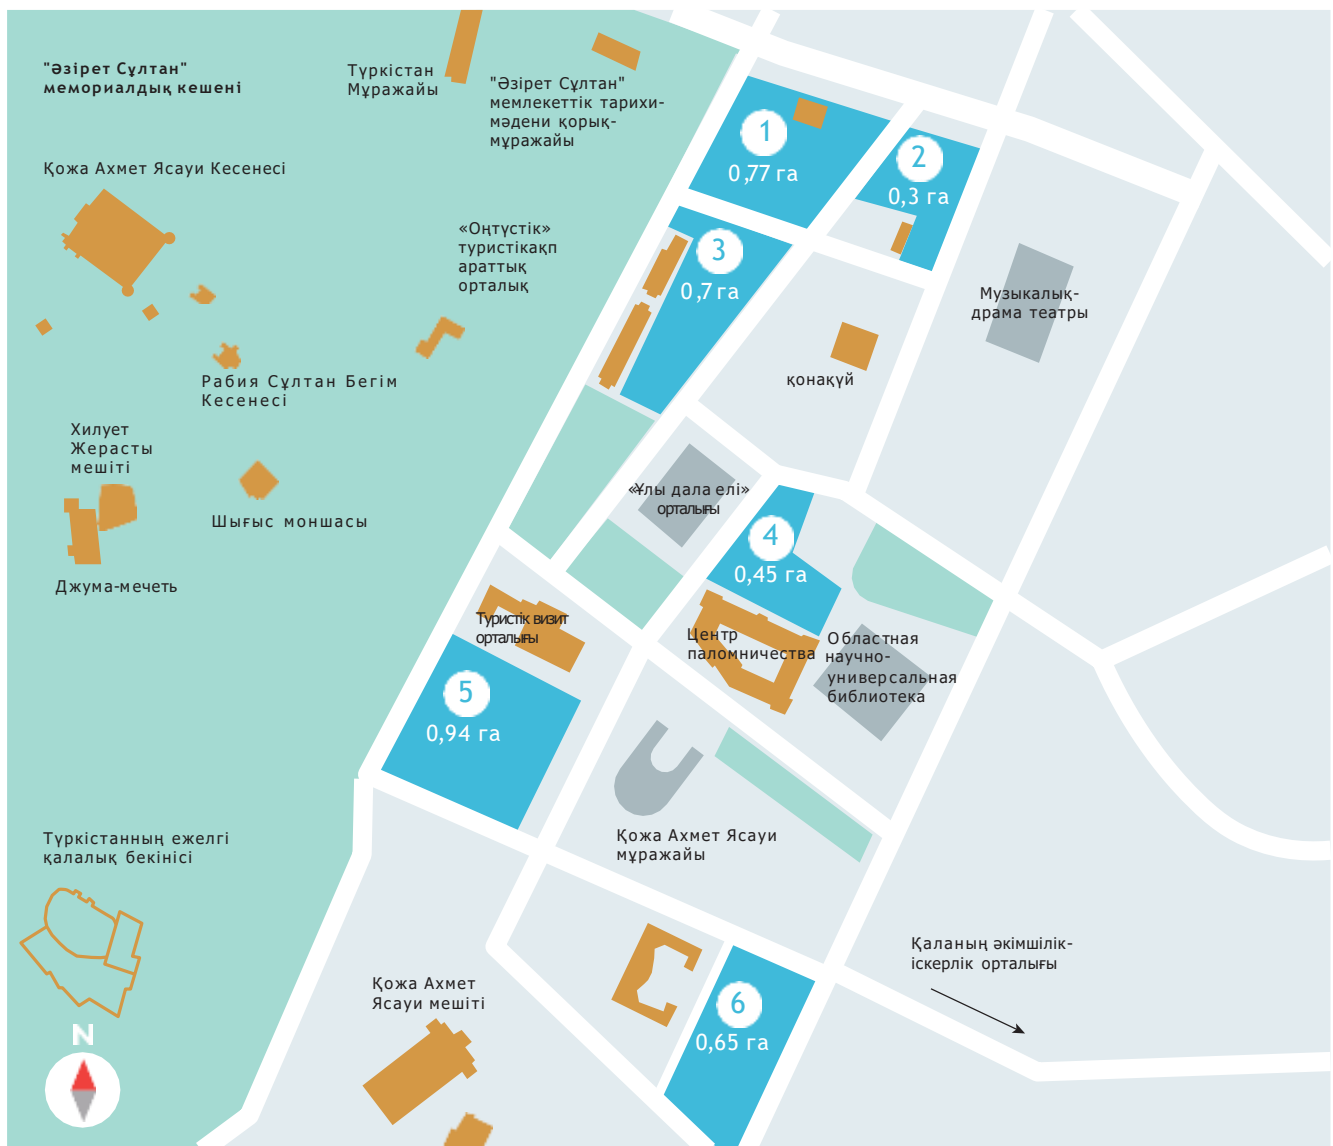 "Әзірет Сұлтан"
мемориалдық кешені
Түркістан
Мұражайы
"Әзірет Сұлтан"
мемлекеттік тарихи-
мәдени қорық-
мұражайы
1
0,77 га
2
0,3 га
Қожа Ахмет Ясауи Кесенесі
«Оңтүстік»
туристікақп
араттық
орталық
3
0,7 га
Музыкалық-
драма театры
Рабия Сұлтан Бегім
Кесенесі
қонақүй
Хилует
Жерасты
мешіті
Шығыс моншасы
«Ұлы дала елі»
орталығы
4
0,45 га
Джума-мечеть
Туристік визит
орталығы
Центр
паломничества
Областная
научно-
универсальная
библиотека
5
0,94 га
Қожа Ахмет Ясауи
мұражайы
Түркістанның ежелгі
қалалық бекінісі
Қаланың әкімшілік-
іскерлік орталығы
Қожа Ахмет
Ясауи мешіті
6
0,65 га
N